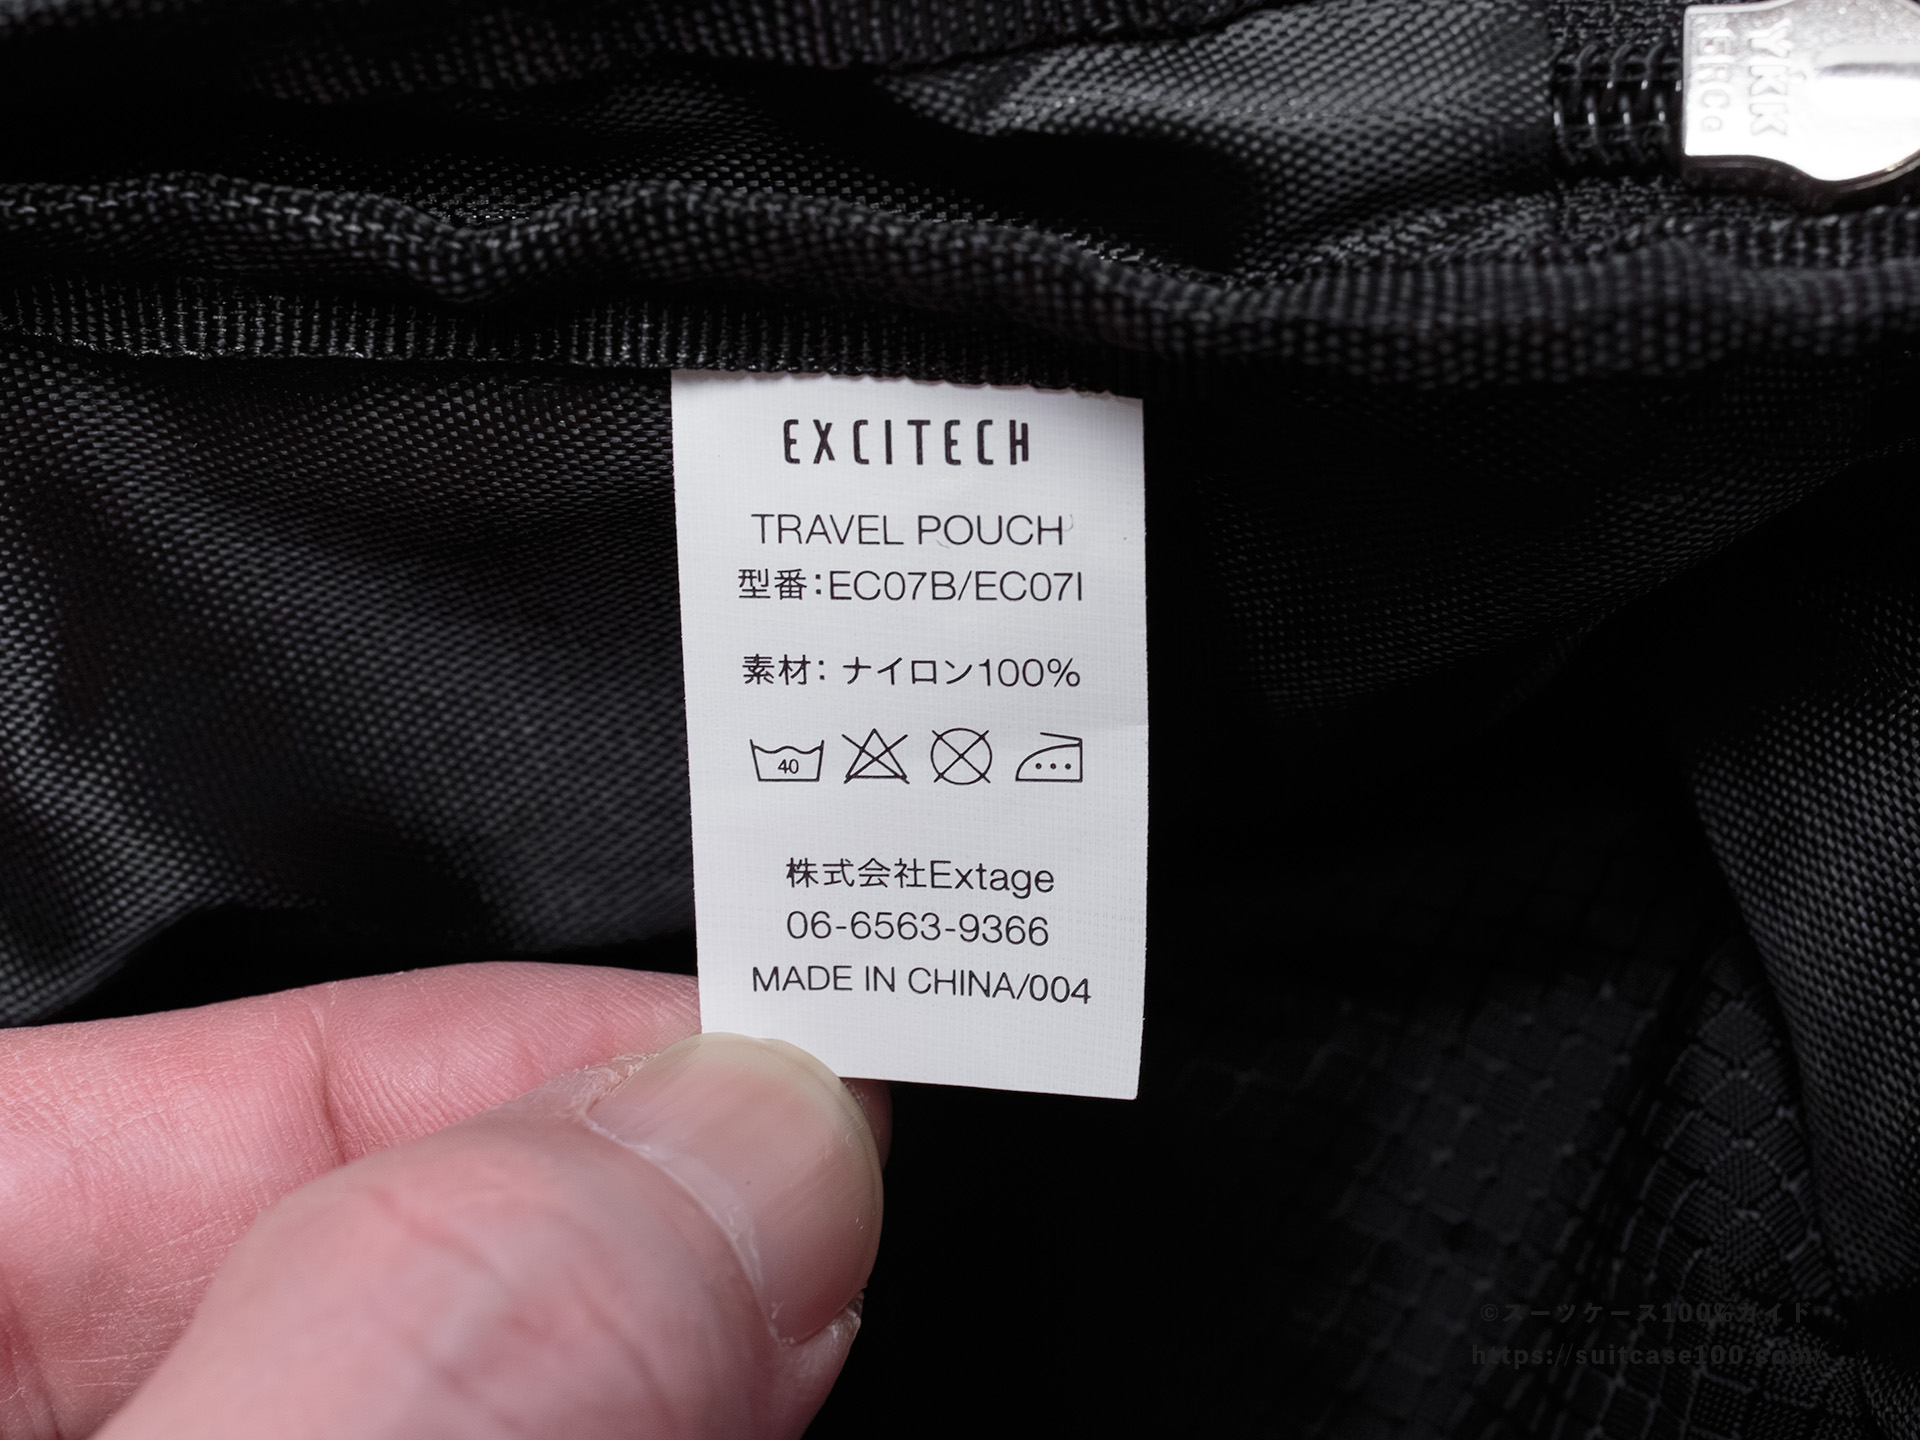 YKK
EXCITECH
TRAVEL POUCH
型番:EC07B/EC07I
素材: ナイロン100%
40
株式会社Extage
06-6563-9366
MADE IN CHINA/004
©スーツケース100%ガイド
https://suitcase100.com/